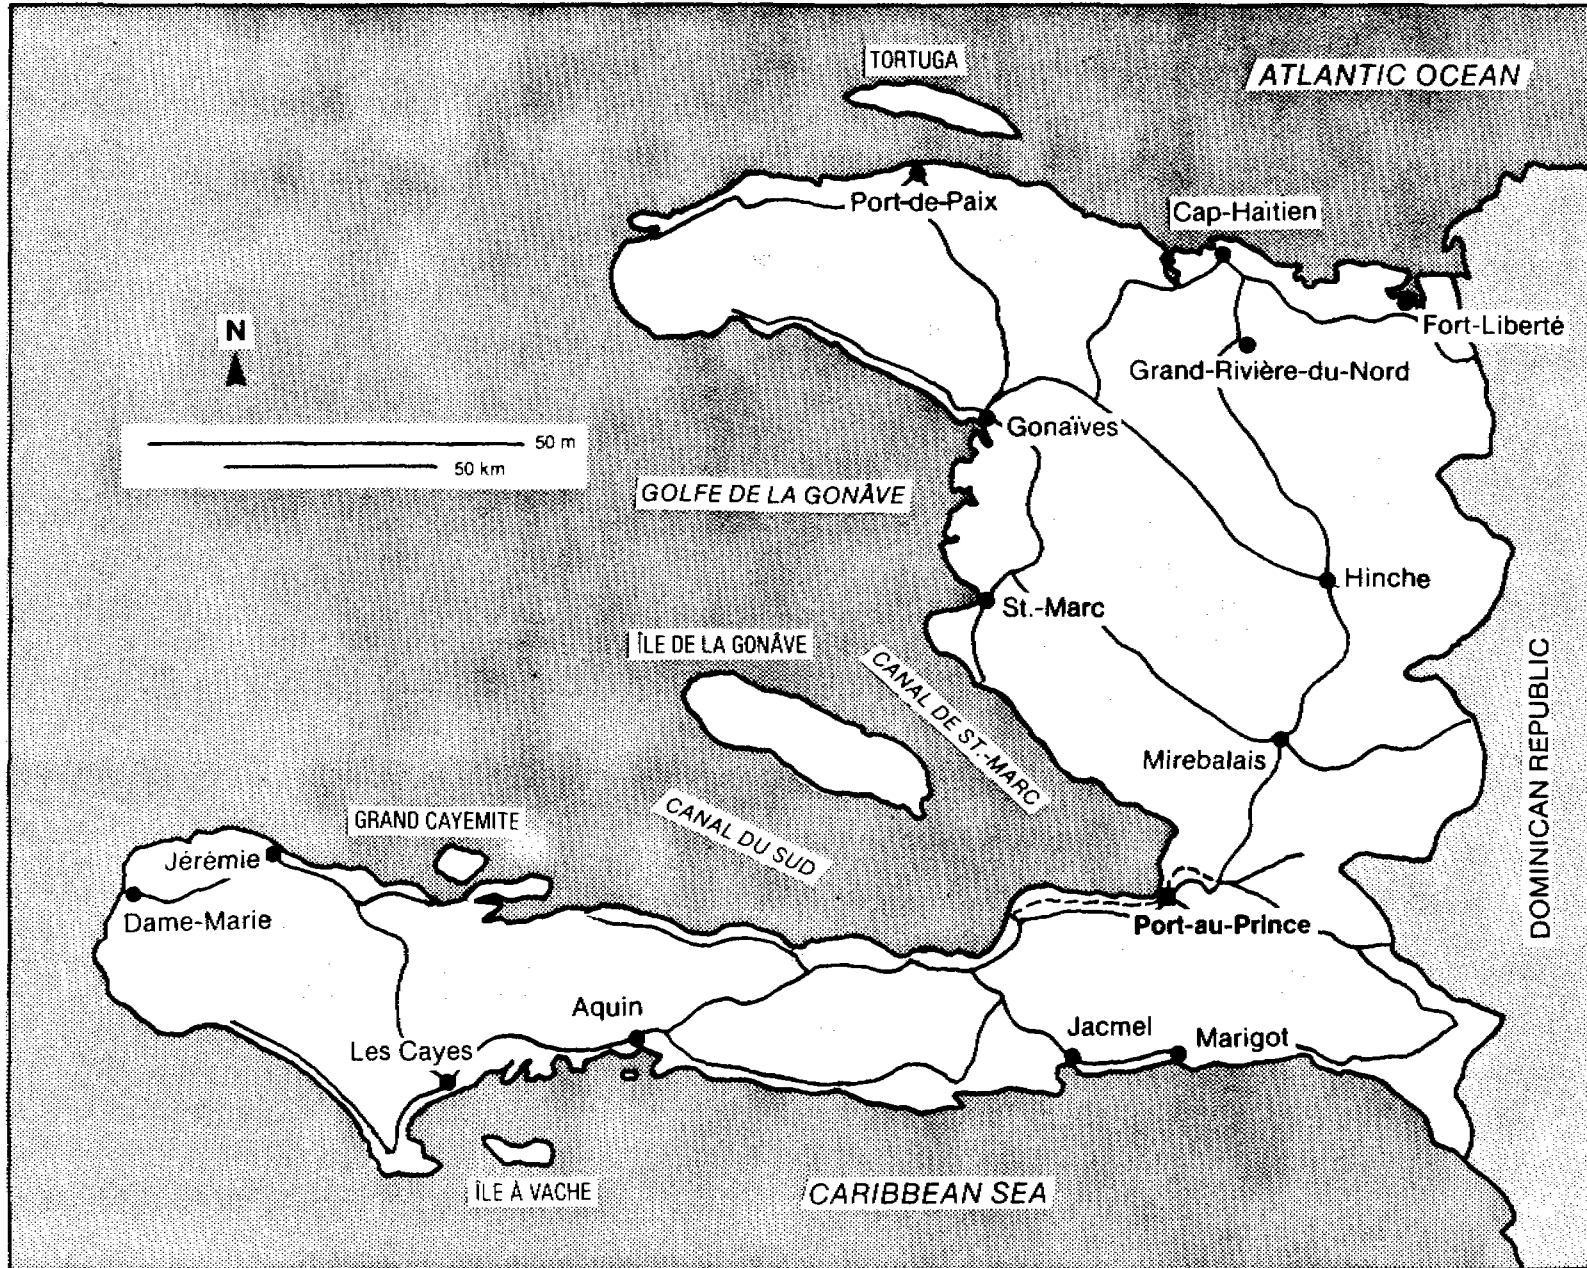 TORTUGA
ATLANTIC OCEAN
Port-de-Paix
Cap-Haïtien
Fort-Liberté
N
Grand-Rivière-du-Nord
Gonaïves
50 m
50 km
GOLFE DE LA GONÂVE
Hinche
St.-Marc
ÎLE DE LA GONÂVE
CANAL DE ST.-MARC
DOMINICAN REPUBLIC
Mirebalais
CANAL DU SUD
GRAND CAYEMITE
Jérémie
Dame-Marie
Port-au-Prince
Aquin
Jacmel
Marigot
Les Cayes
ÎLE À VACHE
CARIBBEAN SEA